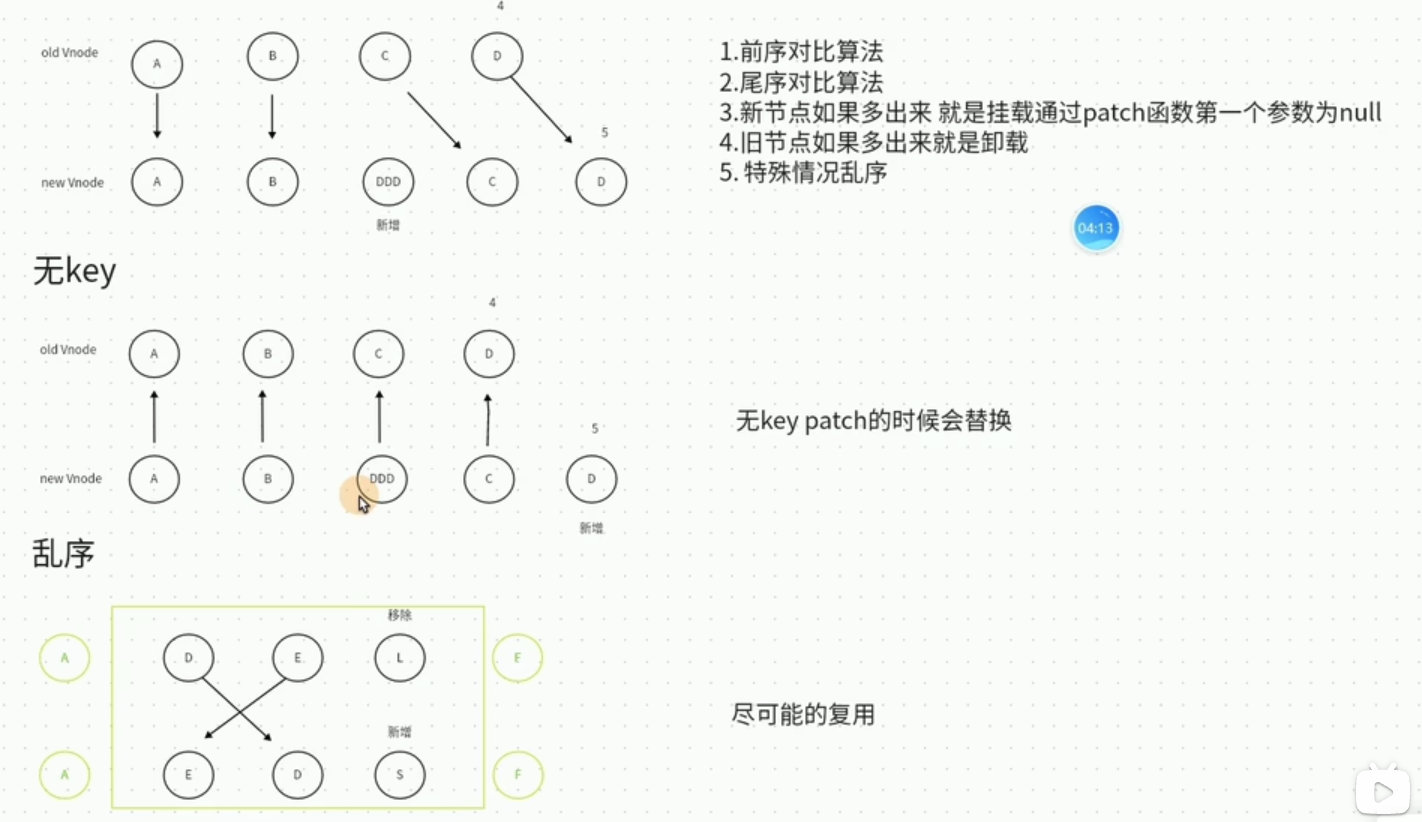 4
old Vnode A B C D
5
new Vnode A B DDD C D
新增
1.前序对比算法
2.尾序对比算法
3.新节点如果多出来 就是挂载通过patch函数第一个参数为null
4.旧节点如果多出来就是卸载
5. 特殊情况乱序
04:13
无key
4
old Vnode A B C D
无key patch的时候会替换
5
new Vnode A B DDD C D
新增
乱序
移除
A D E L F
尽可能的复用
新增
A E D S F